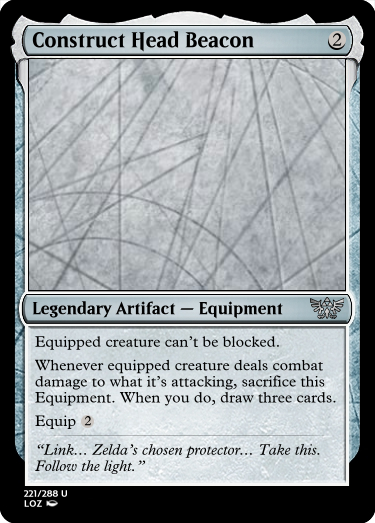 Construct Head Beacon 2
Legendary Artifact — Equipment
Equipped creature can't be blocked.
Whenever equipped creature deals combat
damage to what it's attacking, sacrifice this
Equipment. When you do, draw three cards.
Equip 2
“Link... Zelda's chosen protector... Take this.
Follow the light.”
221/288 U
LOZ